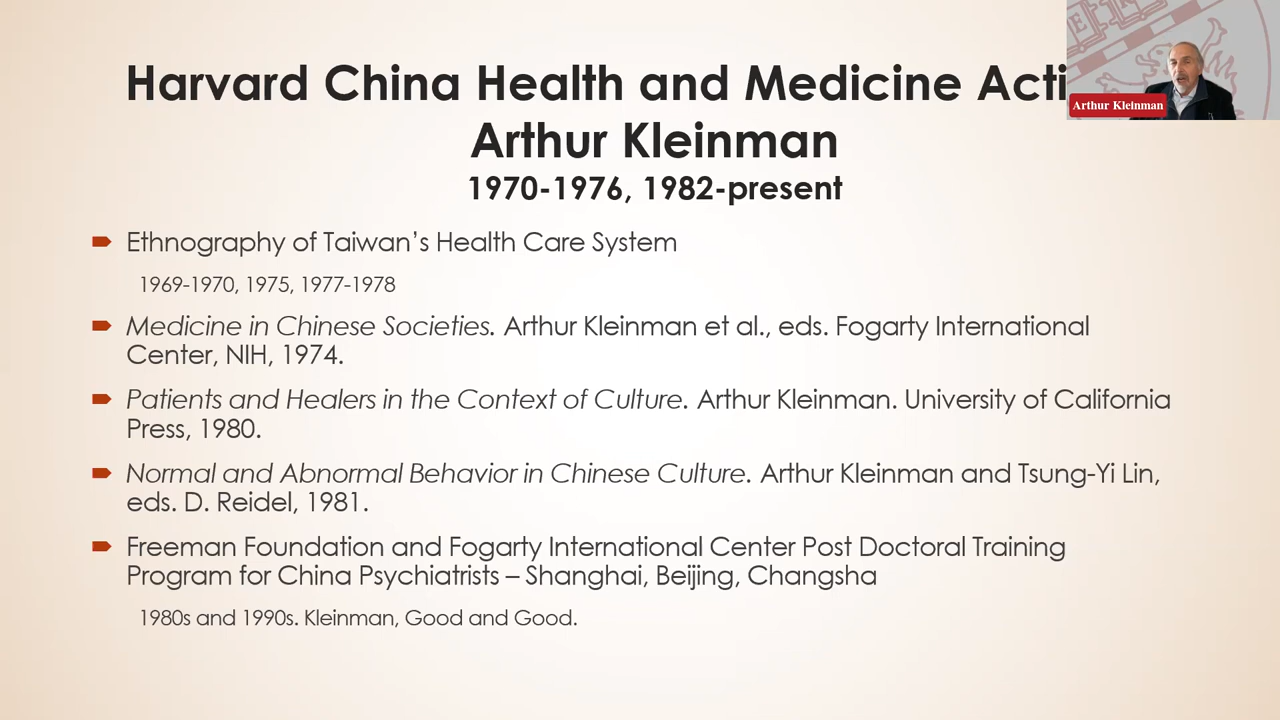 Harvard China Health and Medicine Acti
Arthur Kleinman
1970-1976, 1982-present
Arthur Kleinman
Ethnography of Taiwan’s Health Care System
1969-1970, 1975, 1977-1978
Medicine in Chinese Societies. Arthur Kleinman et al., eds. Fogarty International
Center, NIH, 1974.
Patients and Healers in the Context of Culture. Arthur Kleinman. University of California
Press, 1980.
Normal and Abnormal Behavior in Chinese Culture. Arthur Kleinman and Tsung-Yi Lin,
eds. D. Reidel, 1981.
Freeman Foundation and Fogarty International Center Post Doctoral Training
Program for China Psychiatrists – Shanghai, Beijing, Changsha
1980s and 1990s. Kleinman, Good and Good.